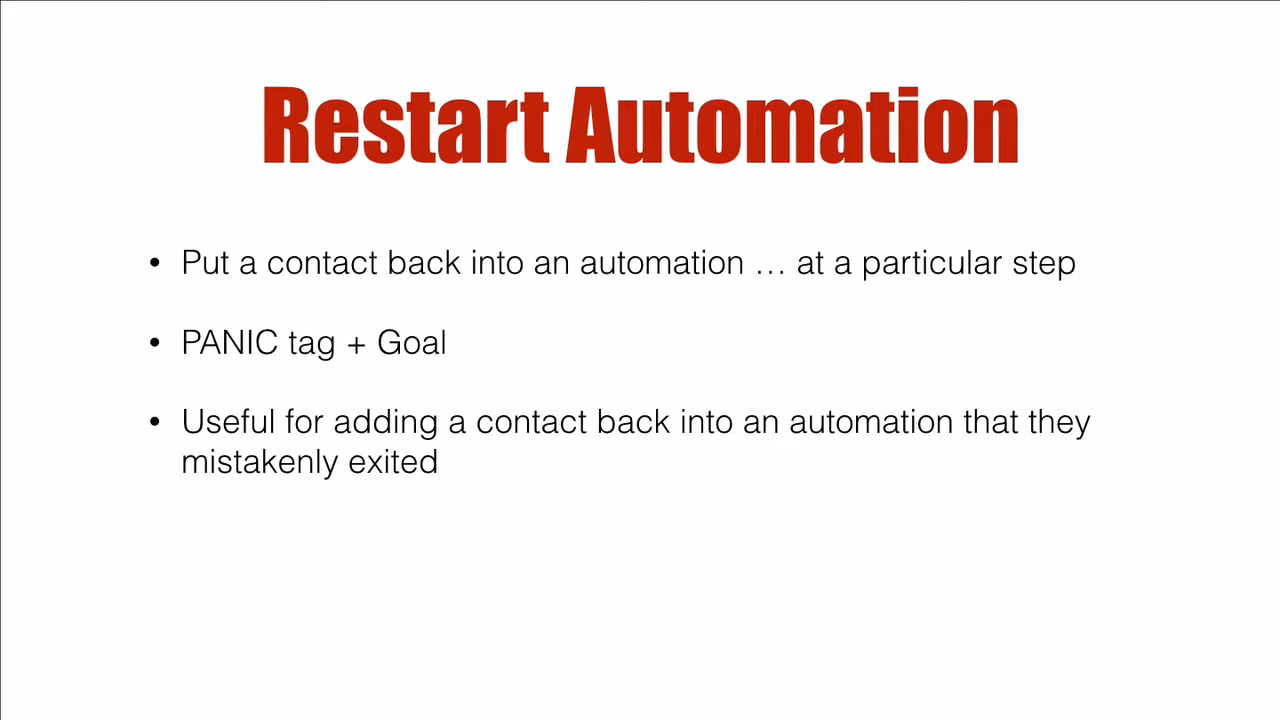 Restart Automation
• Put a contact back into an automation … at a particular step
• PANIC tag + Goal
• Useful for adding a contact back into an automation that they
mistakenly exited